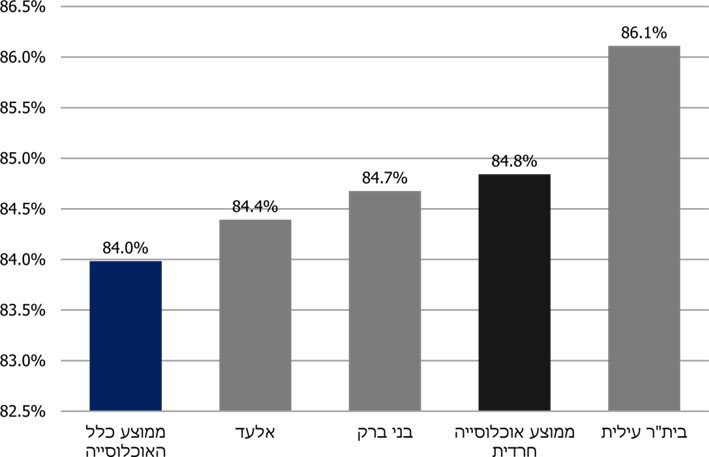 86.5%
86.0%
85.5%
85.0%
84.5%
84.0%
83.5%
83.0%
82.5%
84.0%
84.4%
84.7%
84.8%
86.1%
ממוצע כלל
האוכלוסייה
אלעד
בני ברק
ממוצע אוכלוסייה
חרדית
בית"ר עילית